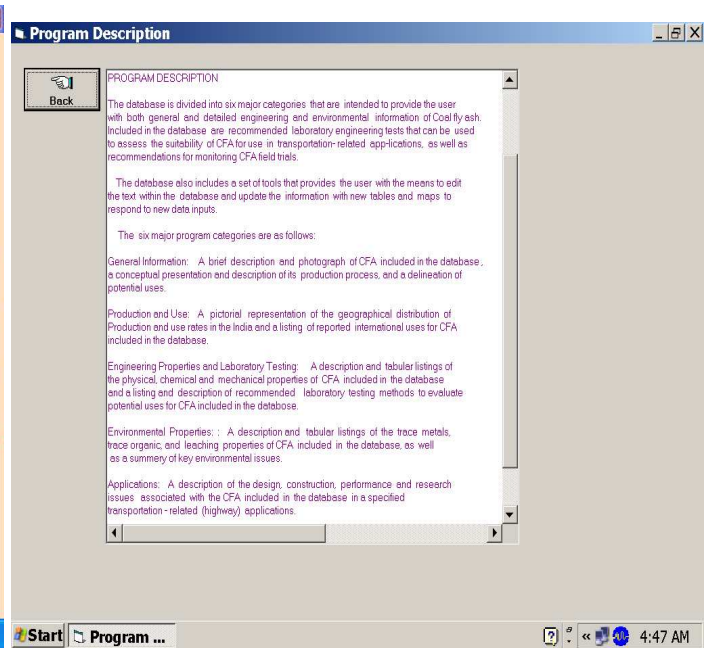 Program Description
Back
PROGRAM DESCRIPTION
The database is divided into six major categories that are intended to provide the user
with both general and detailed engineering and environmental information of Coal fly ash.
Included in the database are recommended laboratory engineering tests that can be used
to assess the suitability of CFA for use in transportation- related app-lications, as well as
recommendations for monitoring CFA field trials.
The database also includes a set of tools that provides the user with the means to edit
the text within the database and update the information with new tables and maps to
respond to new data inputs.
The six major program categories are as follows:
General Information: A brief description and photograph of CFA included in the database ,
a conceptual presentation and description of its production process, and a delineation of
potential uses.
Production and Use: A pictorial representation of the geographical distribution of
Production and use rates in the India and a listing of reported international uses for CFA
included in the database.
Engineering Properties and Laboratory Testing: A description and tabular listings of
the physical, chemical and mechanical properties of CFA included in the database
and a listing and description of recommended laboratory testing methods to evaluate
potential uses for CFA included in the databose.
Environmental Properties: : A description and tabular listings of the trace metals,
trace organic, and leaching properties of CFA included in the database, as well
as a summery of key environmental issues.
Applications: A description of the design, construction, performance and research
issues associated with the CFA included in the database in a specified
transportation - related (highway) applications.
Start
Program ...
4:47 AM